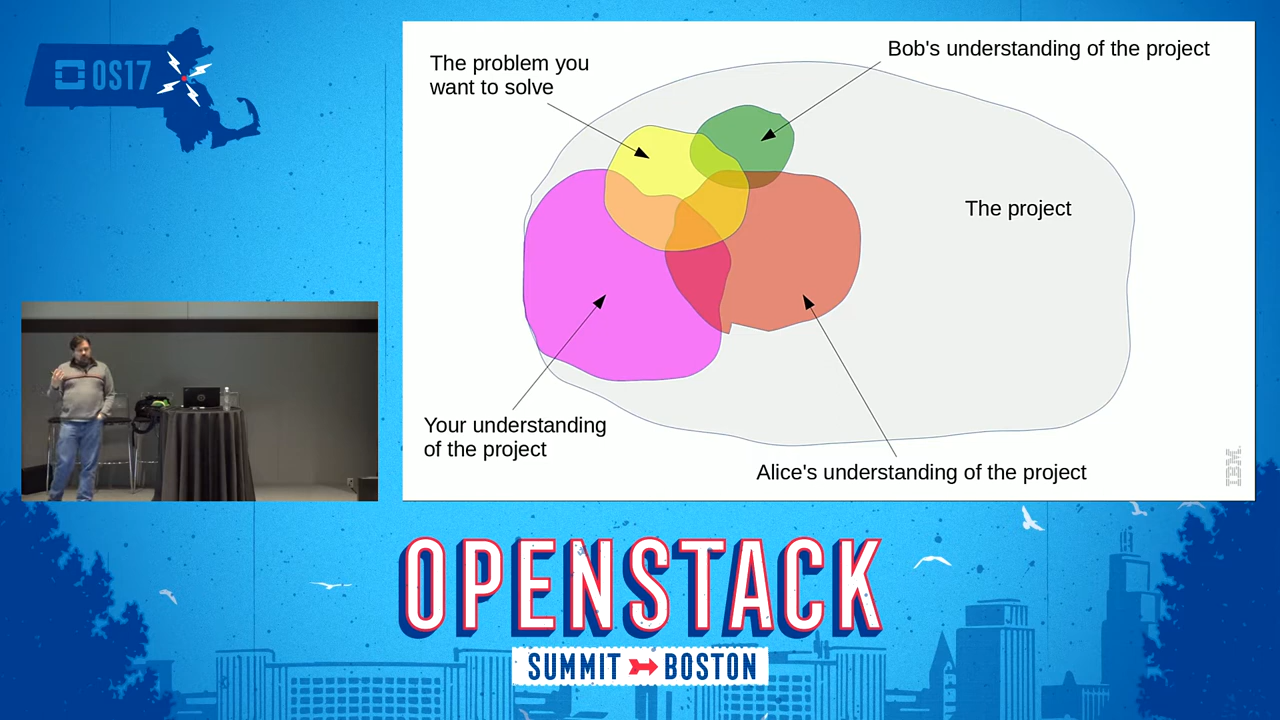 OS17
The problem you
want to solve
Bob's understanding of the project
The project
Your understanding
of the project
Alice's understanding of the project
IBM
OPENSTACK
SUMMIT BOSTON